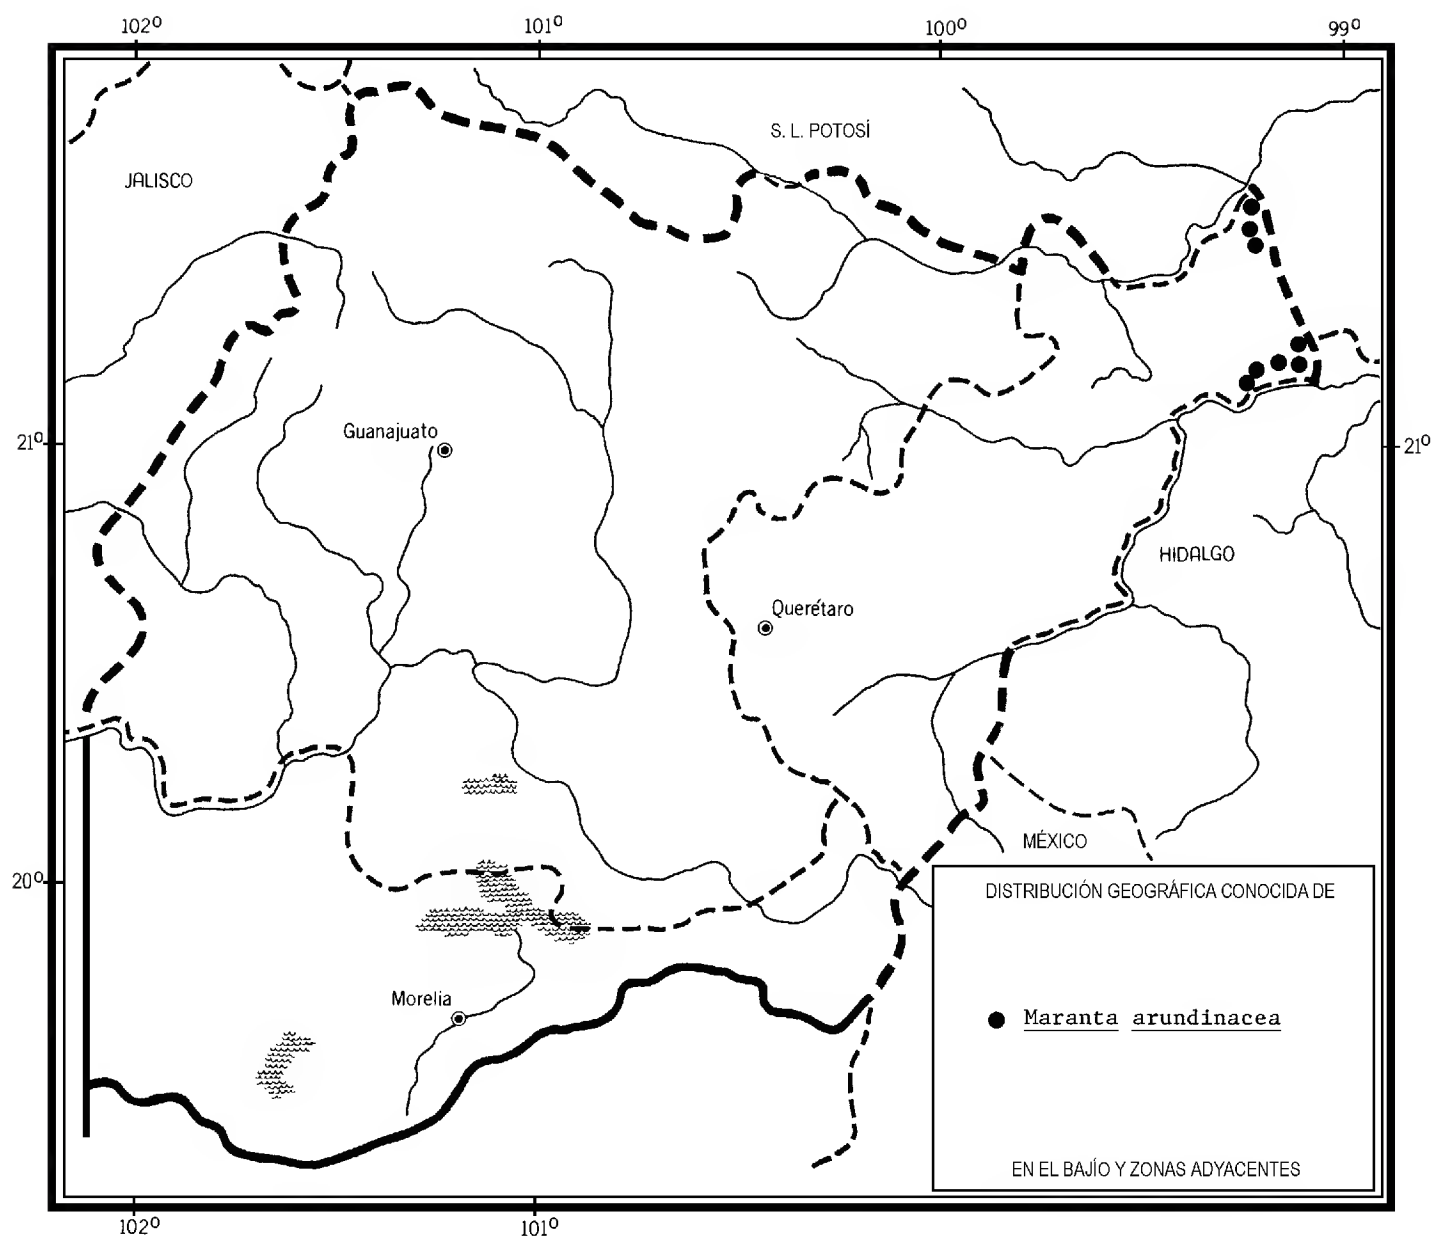 102º 101º 100º 99º
S. L. POTOSÍ
JALISCO
Guanajuato
21º 21º
HIDALGO
Querétaro
MÉXICO
20º
DISTRIBUCIÓN GEOGRÁFICA CONOCIDA DE
Morelia
Maranta arundinacea
EN EL BAJÍO Y ZONAS ADYACENTES
102º 101º